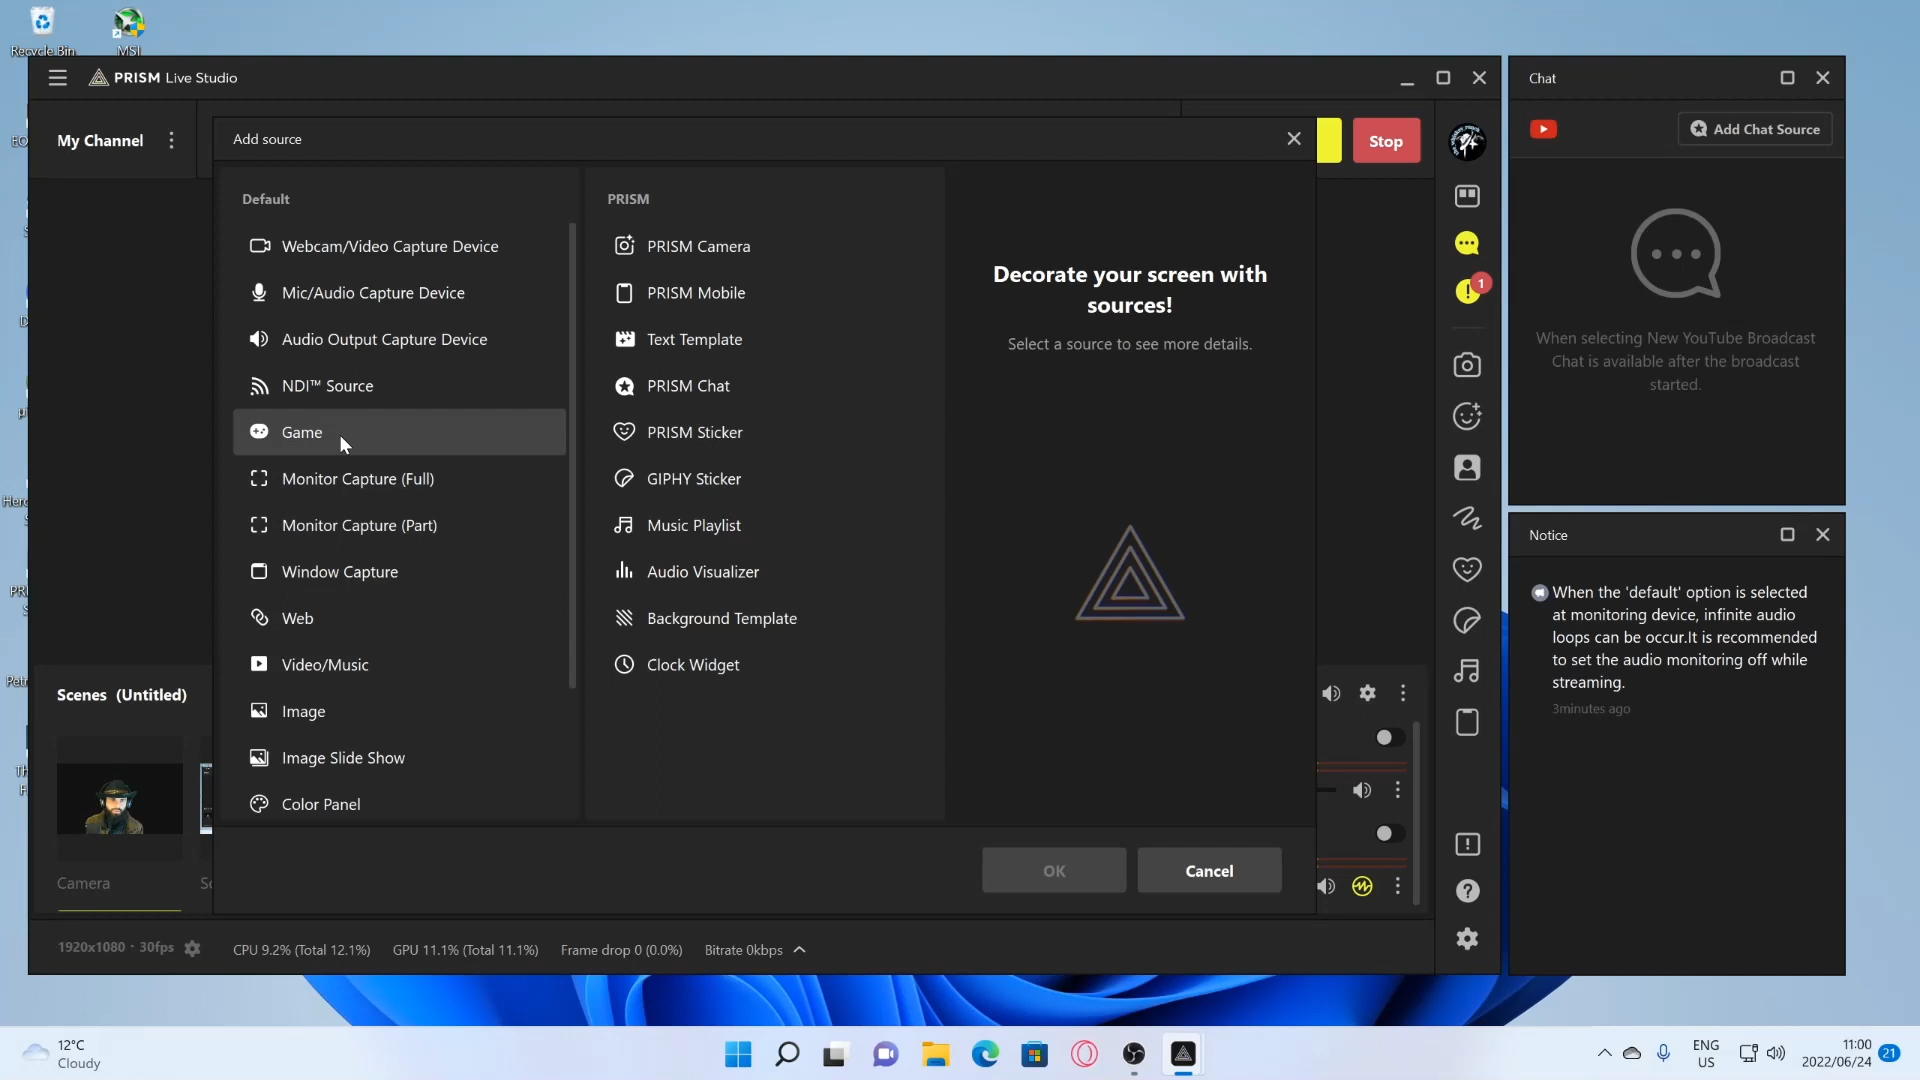 Recycle Bin
MSI
PRISM Live Studio
My Channel
Add source
Stop
Default
Webcam/Video Capture Device
Mic/Audio Capture Device
Audio Output Capture Device
NDI™ Source
Game
Monitor Capture (Full)
Monitor Capture (Part)
Window Capture
Web
Video/Music
Image
Image Slide Show
Color Panel
PRISM
PRISM Camera
PRISM Mobile
Text Template
PRISM Chat
PRISM Sticker
GIPHY Sticker
Music Playlist
Audio Visualizer
Background Template
Clock Widget
Decorate your screen with
sources!
Select a source to see more details.
OK
Cancel
Scenes (Untitled)
Camera
Sc
1920x1080 · 30fps
CPU 9.2% (Total 12.1%)
GPU 11.1% (Total 11.1%)
Frame drop 0 (0.0%)
Bitrate 0kbps
1
Chat
Add Chat Source
When selecting New YouTube Broadcast
Chat is available after the broadcast
started.
Notice
When the 'default' option is selected
at monitoring device, infinite audio
loops can be occur.It is recommended
to set the audio monitoring off while
streaming.
3minutes ago
12°C
Cloudy
ENG
US
11:00
2022/06/24
21